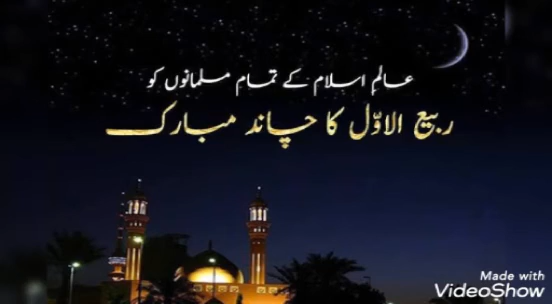 عالمِ اسلام کے تمام مسلمانوں کو
ربیع الاوّل کا چاند مبارک
Made with
VideoShow